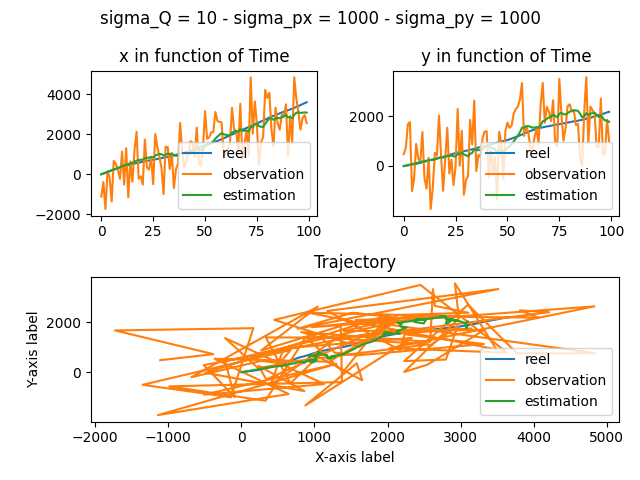 sigma_Q = 10 - sigma_px = 1000 - sigma_py = 1000
x in function of Time
4000
2000
0
−2000
0
25
50
75
100
reel
observation
estimation
y in function of Time
2000
0
0
25
50
75
100
reel
observation
estimation
Trajectory
Y-axis label
2000
0
−2000
−1000
0
1000
2000
3000
4000
5000
X-axis label
reel
observation
estimation